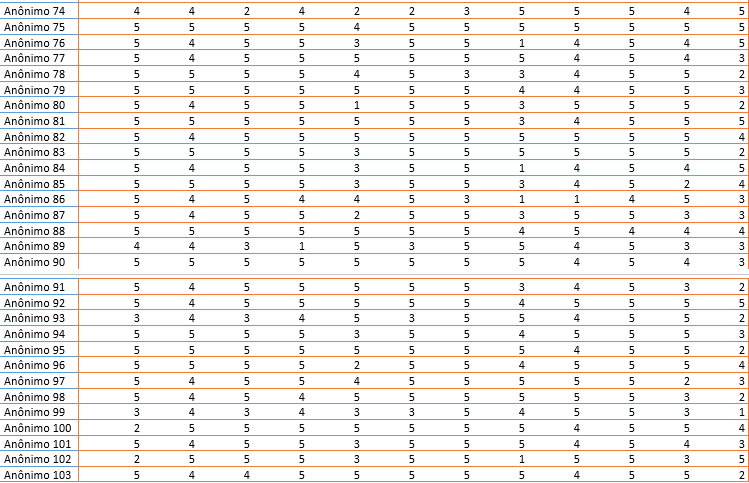 Anônimo 74 4 4 2 4 2 2 3 5 5 5 4 5
Anônimo 75 5 5 5 5 4 5 5 5 5 5 5 5
Anônimo 76 5 4 5 5 3 5 5 1 4 5 4 5
Anônimo 77 5 4 5 5 5 5 5 5 4 5 4 3
Anônimo 78 5 5 5 5 4 5 3 3 4 5 5 2
Anônimo 79 5 5 5 5 5 5 5 4 4 5 5 3
Anônimo 80 5 4 5 5 1 5 5 3 5 5 5 2
Anônimo 81 5 5 5 5 5 5 5 3 4 5 5 5
Anônimo 82 5 4 5 5 5 5 5 5 5 5 5 4
Anônimo 83 5 5 5 5 3 5 5 5 5 5 5 2
Anônimo 84 5 4 5 5 3 5 5 1 4 5 4 5
Anônimo 85 5 5 5 5 3 5 5 3 4 5 2 4
Anônimo 86 5 4 5 4 4 5 3 1 1 4 5 3
Anônimo 87 5 4 5 5 2 5 5 3 5 5 3 3
Anônimo 88 5 5 5 5 5 5 5 4 5 4 4 4
Anônimo 89 4 4 3 1 5 3 5 5 4 5 3 3
Anônimo 90 5 5 5 5 5 5 5 5 4 5 4 3
Anônimo 91 5 4 5 5 5 5 5 3 4 5 3 2
Anônimo 92 5 4 5 5 5 5 5 4 5 5 5 5
Anônimo 93 3 4 3 4 5 3 5 5 4 5 5 2
Anônimo 94 5 5 5 5 3 5 5 4 5 5 5 3
Anônimo 95 5 5 5 5 5 5 5 5 4 5 5 2
Anônimo 96 5 5 5 5 2 5 5 4 5 5 5 4
Anônimo 97 5 4 5 5 4 5 5 5 5 5 2 3
Anônimo 98 5 4 5 4 5 5 5 5 5 5 3 2
Anônimo 99 3 4 3 4 3 3 5 4 5 5 3 1
Anônimo 100 2 5 5 5 5 5 5 5 4 5 5 4
Anônimo 101 5 4 5 5 3 5 5 5 4 5 4 3
Anônimo 102 2 5 5 5 3 5 5 1 5 5 3 5
Anônimo 103 5 4 4 5 5 5 5 5 4 5 5 2